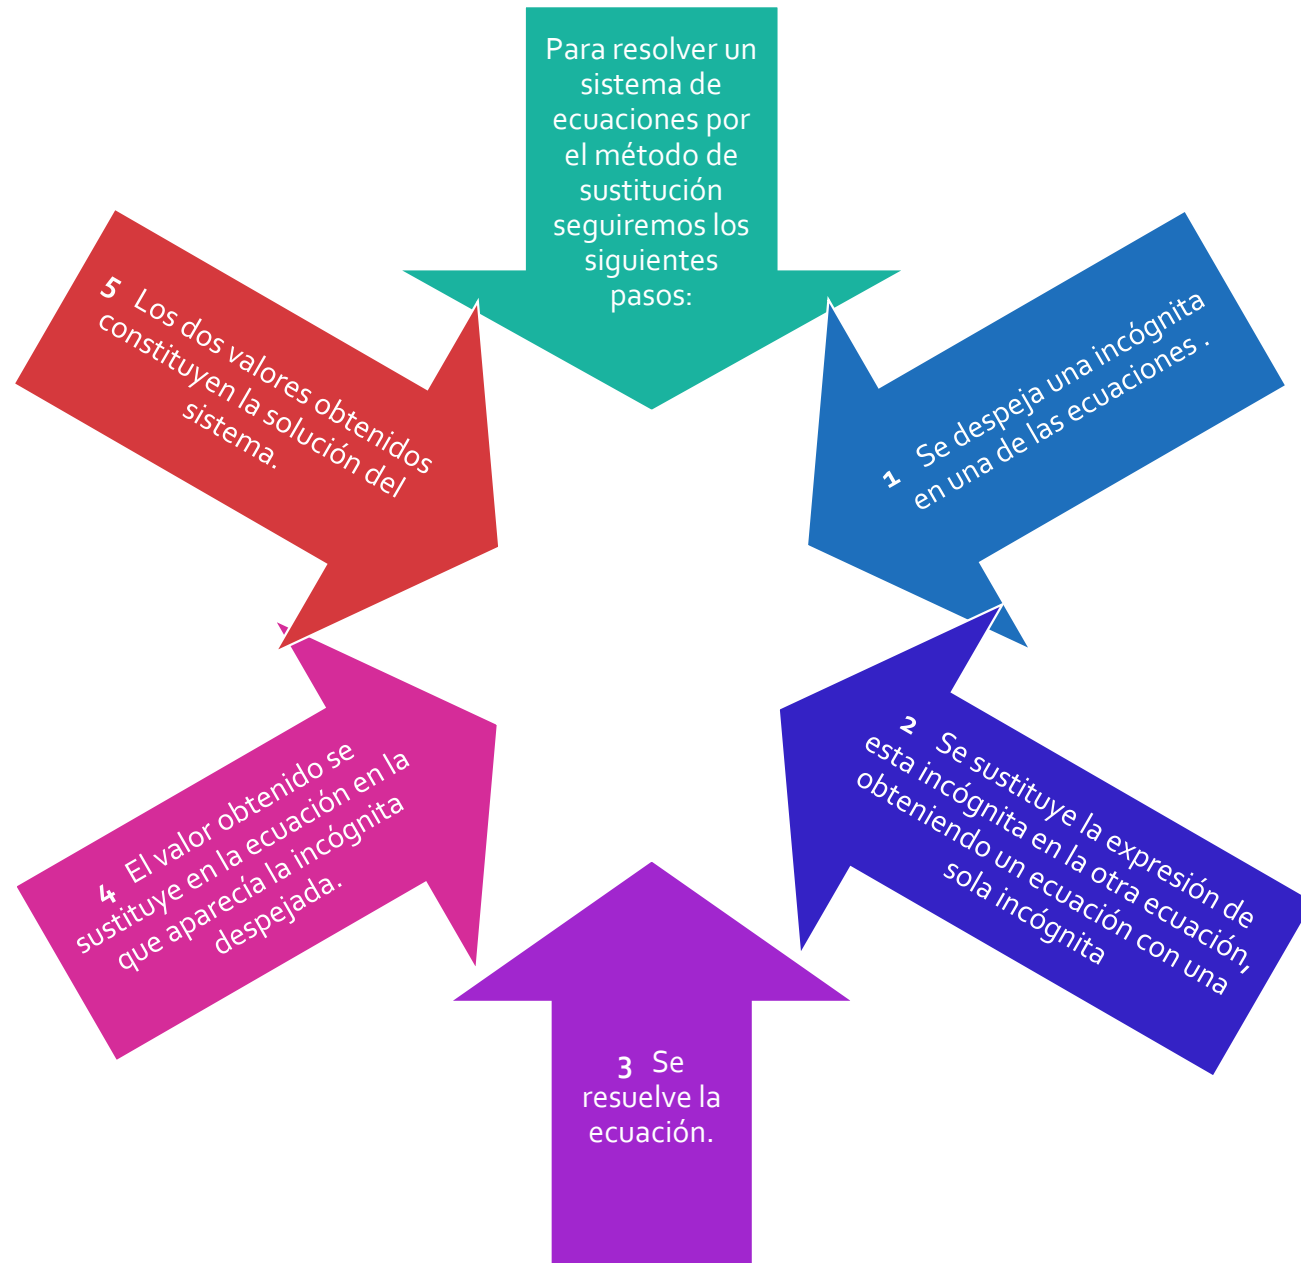 Para resolver un
sistema de
ecuaciones por
el método de
sustitución
seguiremos los
siguientes
pasos:
1 Se despeja una incógnita
en una de las ecuaciones .
2 Se sustituye la expresión de
esta incógnita en la otra ecuación,
obteniendo un ecuación con una
sola incógnita
3 Se
resuelve la
ecuación.
4 El valor obtenido se
sustituye en la ecuación en la
que aparecía la incógnita
despejada.
5 Los dos valores obtenidos
constituyen la solución del
sistema.